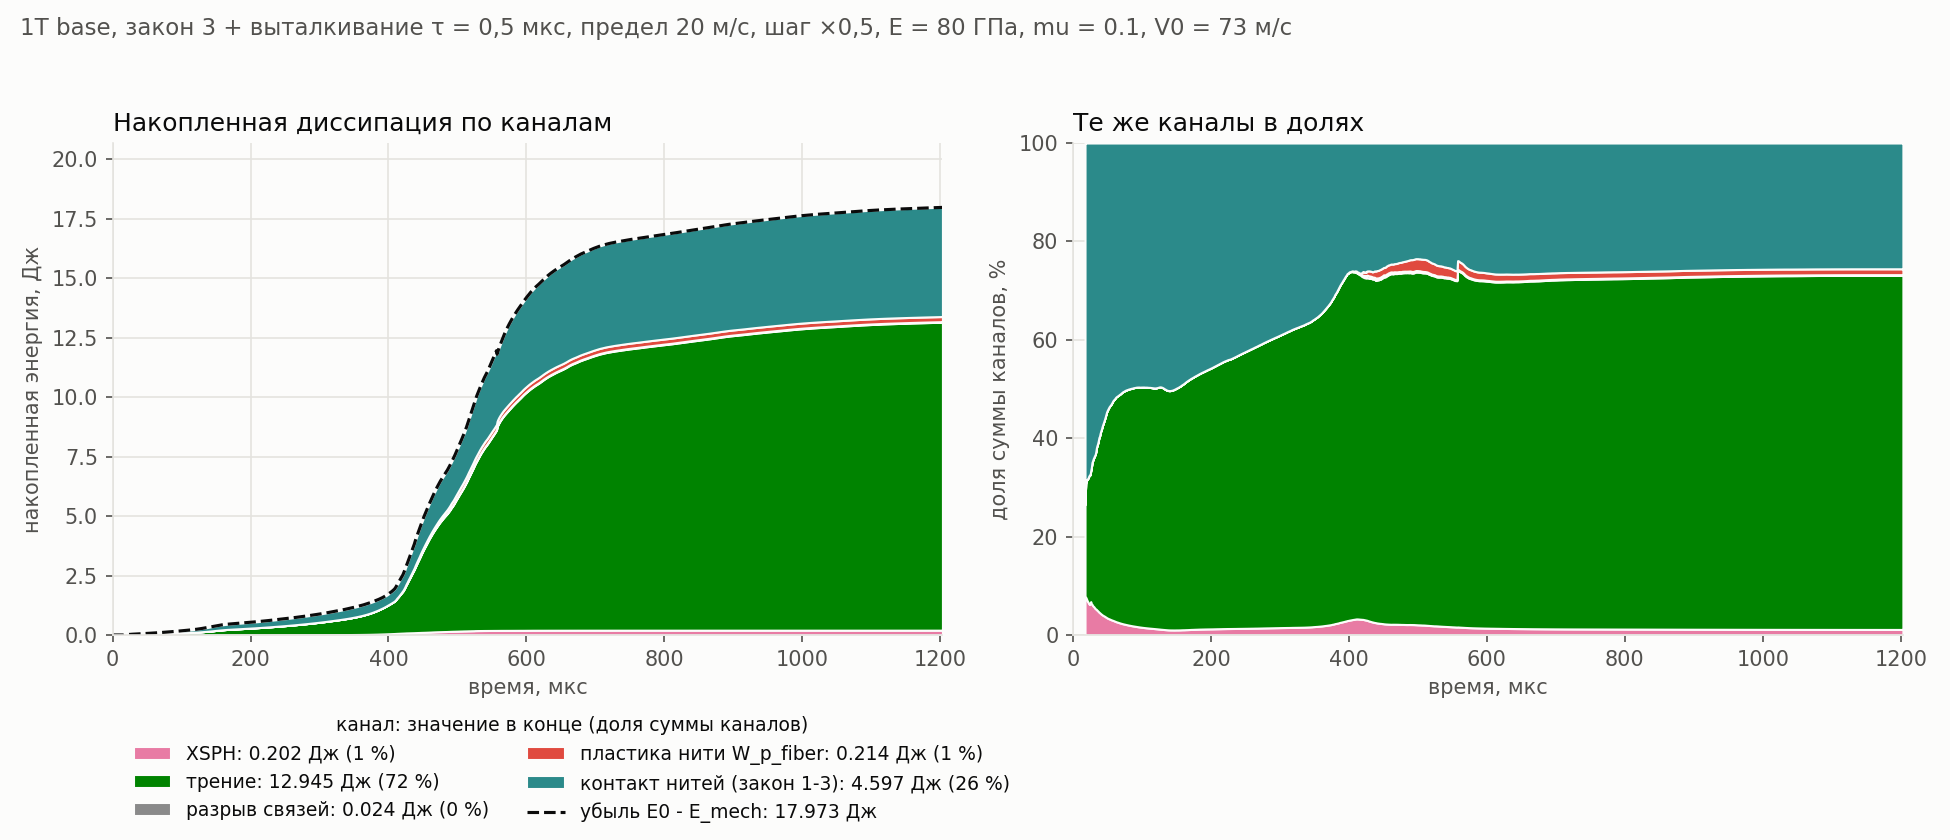 1T base, закон 3 + выталкивание τ = 0,5 мкс, предел 20 м/с, шаг ×0,5, E = 80 ГПа, mu = 0.1, V0 = 73 м/с
Накопленная диссипация по каналам
накопленная энергия, Дж
20.0
17.5
15.0
12.5
10.0
7.5
5.0
2.5
0.0
0 200 400 600 800 1000 1200
время, мкс
Те же каналы в долях
доля суммы каналов, %
100
80
60
40
20
0
0 200 400 600 800 1000 1200
время, мкс
канал: значение в конце (доля суммы каналов)
XSPH: 0.202 Дж (1 %)
трение: 12.945 Дж (72 %)
разрыв связей: 0.024 Дж (0 %)
пластика нити W_p_fiber: 0.214 Дж (1 %)
контакт нитей (закон 1-3): 4.597 Дж (26 %)
убыль E0 - E_mech: 17.973 Дж